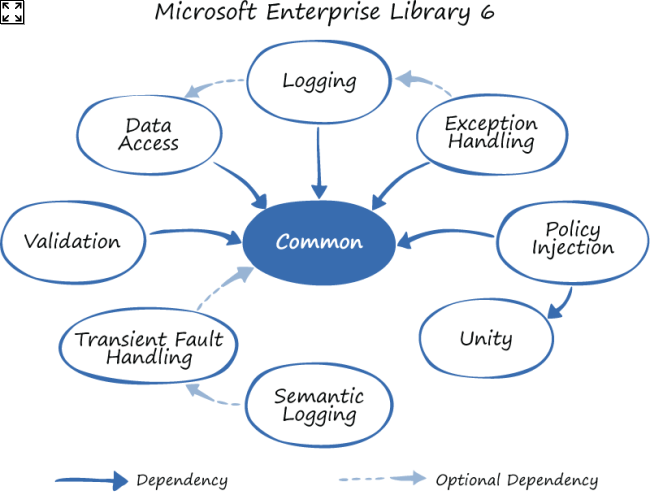 Microsoft Enterprise Library 6
Logging
Data
Access
Exception
Handling
Validation
Common
Policy
Injection
Transient Fault
Handling
Unity
Semantic
Logging
Dependency
Optional Dependency